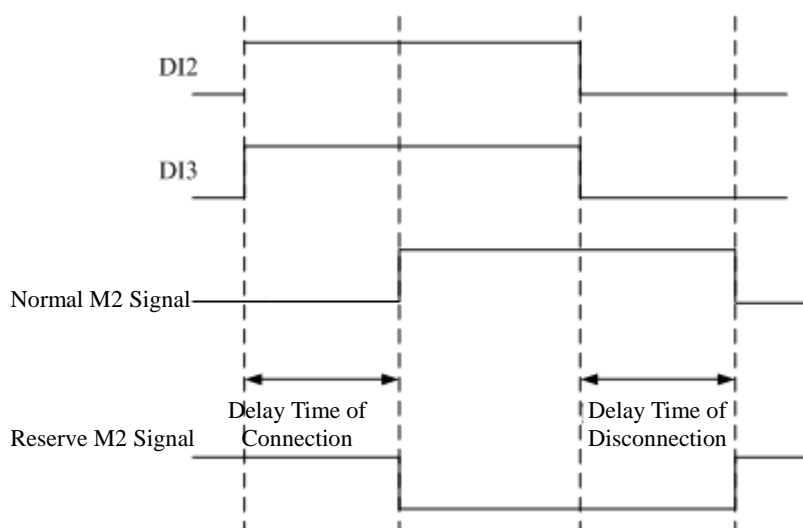 DI2
DI3
Normal M2 Signal
Delay Time of
Connection
Delay Time of
Disconnection
Reserve M2 Signal